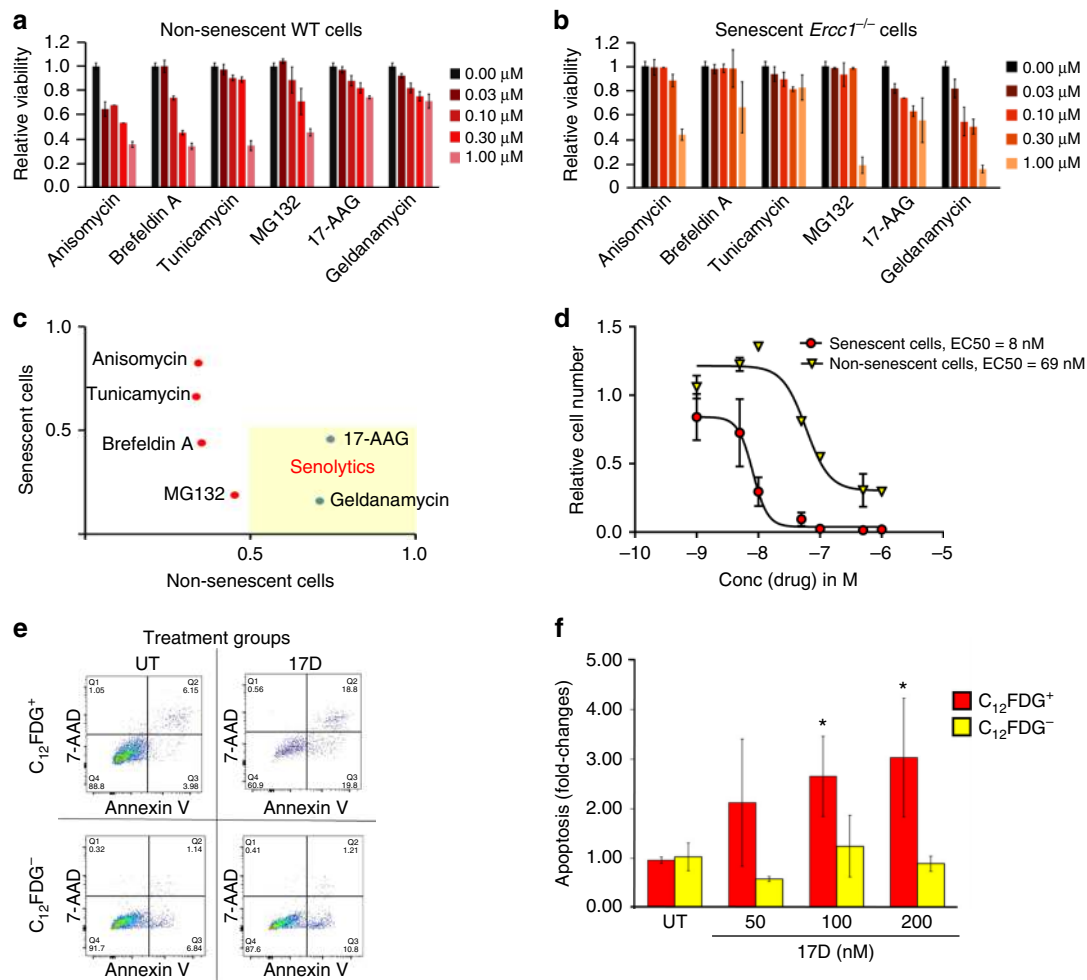 a
Non-senescent WT cells
Relative viability
1.2
1.0
0.8
0.6
0.4
0.2
0.0
0.00 μM
0.03 μM
0.10 μM
0.30 μM
1.00 μM
Anisomycin
Brefeldin A
Tunicamycin
MG132
17-AAG
Geldanamycin
b
Senescent Ercc1−/− cells
Relative viability
1.2
1.0
0.8
0.6
0.4
0.2
0
0.00 μM
0.03 μM
0.10 μM
0.30 μM
1.00 μM
Anisomycin
Brefeldin A
Tunicamycin
MG132
17-AAG
Geldanamycin
c
Senescent cells
1.0
0.5
Anisomycin
Tunicamycin
Brefeldin A
MG132
17-AAG
Senolytics
Geldanamycin
0.5
1.0
Non-senescent cells
d
Relative cell number
1.5
1.0
0.5
0.0
Senescent cells, EC50 = 8 nM
Non-senescent cells, EC50 = 69 nM
−10
−9
−8
−7
−6
−5
Conc (drug) in M
e
Treatment groups
UT
17D
C12FDG+
7-AAD
Q1
1.05
Q2
6.15
Q4
88.8
Q3
3.98
Annexin V
7-AAD
Q1
0.56
Q2
18.8
Q4
60.9
Q3
19.8
Annexin V
C12FDG−
7-AAD
Q1
0.32
Q2
1.14
Q4
91.7
Q3
6.84
Annexin V
7-AAD
Q1
0.41
Q2
1.21
Q4
87.6
Q3
10.8
Annexin V
f
Apoptosis (fold-changes)
5.00
4.00
3.00
2.00
1.00
0.00
*
*
C12FDG+
C12FDG−
UT
50
100
200
17D (nM)